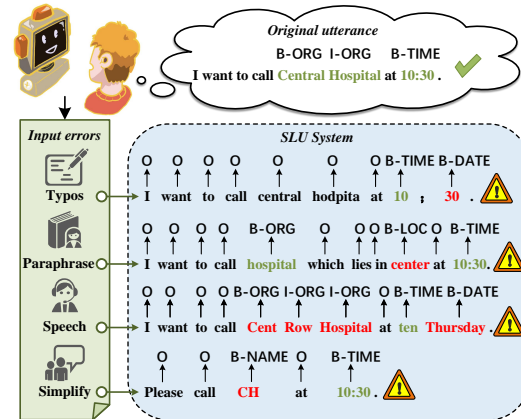 Original utterance
B-ORG I-ORG B-TIME
I want to call Central Hospital at 10:30 .
Input errors
SLU System
O O O O O O O B-TIME B-DATE
Typos
I want to call central hodpita at 10 ; 30 .
O O O O B-ORG O O O B-LOC O B-TIME
Paraphrase
I want to call hospital which lies in center at 10:30.
O O O O B-ORG I-ORG I-ORG O B-TIME B-DATE
Speech
I want to call Cent Row Hospital at ten Thursday .
O O B-NAME O B-TIME
Simplify
Please call CH at 10:30 .